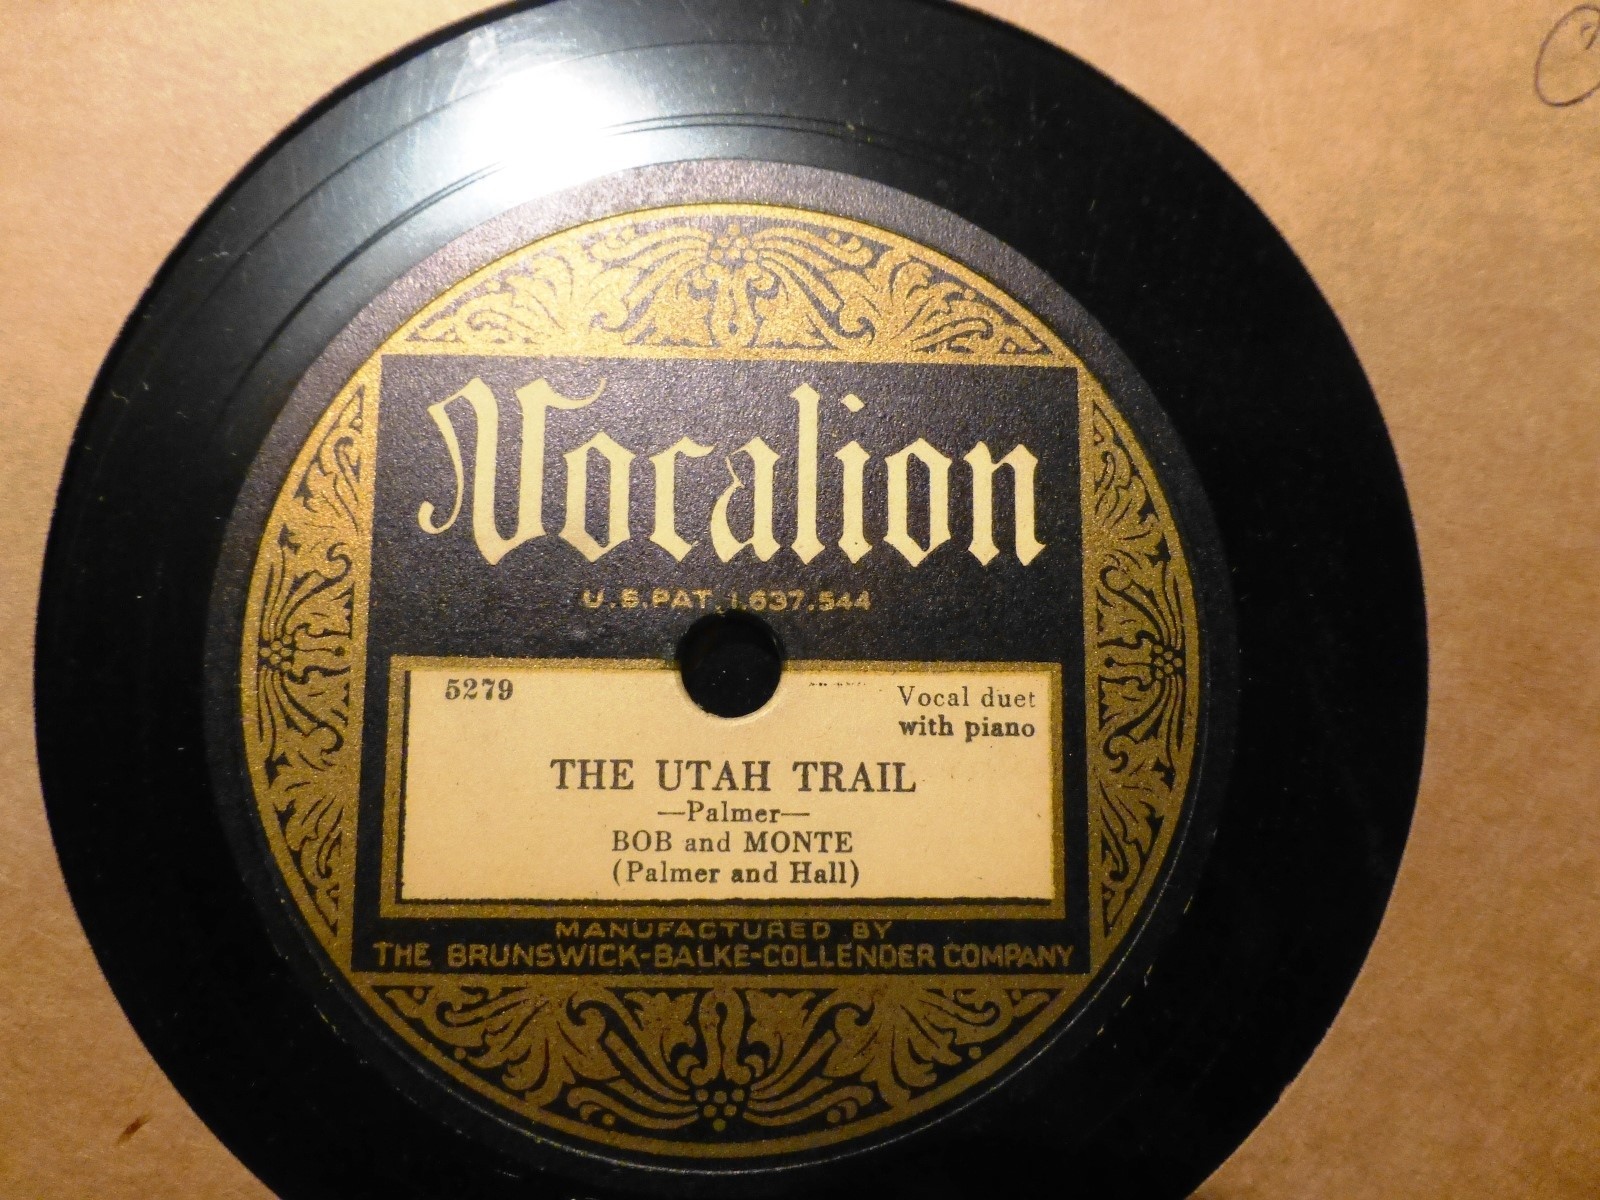 Vocalion
U.S.PAT.1.637.544
5279
Vocal duet
with piano
THE UTAH TRAIL
—Palmer—
BOB and MONTE
(Palmer and Hall)
MANUFACTURED BY
THE BRUNSWICK-BALKE-COLLENDER COMPANY